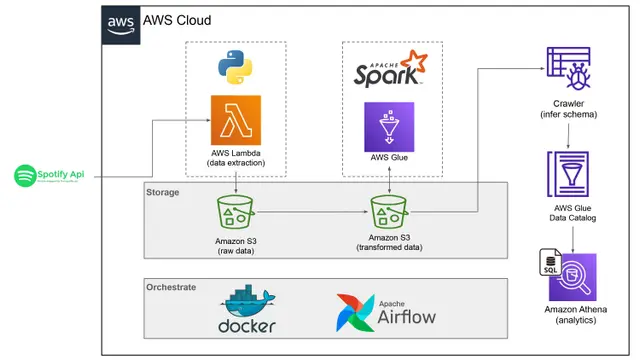 aws
AWS Cloud
APACHE
Spark
AWS Lambda
(data extraction)
AWS Glue
Crawler
(infer schema)
Spotify Api
Storage
Amazon S3
(raw data)
Amazon S3
(transformed data)
AWS Glue
Data Catalog
SQL
Amazon Athena
(analytics)
Orchestrate
docker
Apache
Airflow